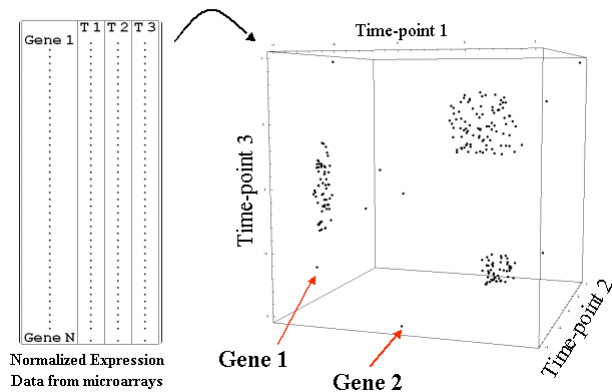 T 1 T 2 T 3
Gene 1
Gene N
Normalized Expression
Data from microarrays
Time-point 1
Time-point 3
Time-point 2
Gene 1
Gene 2